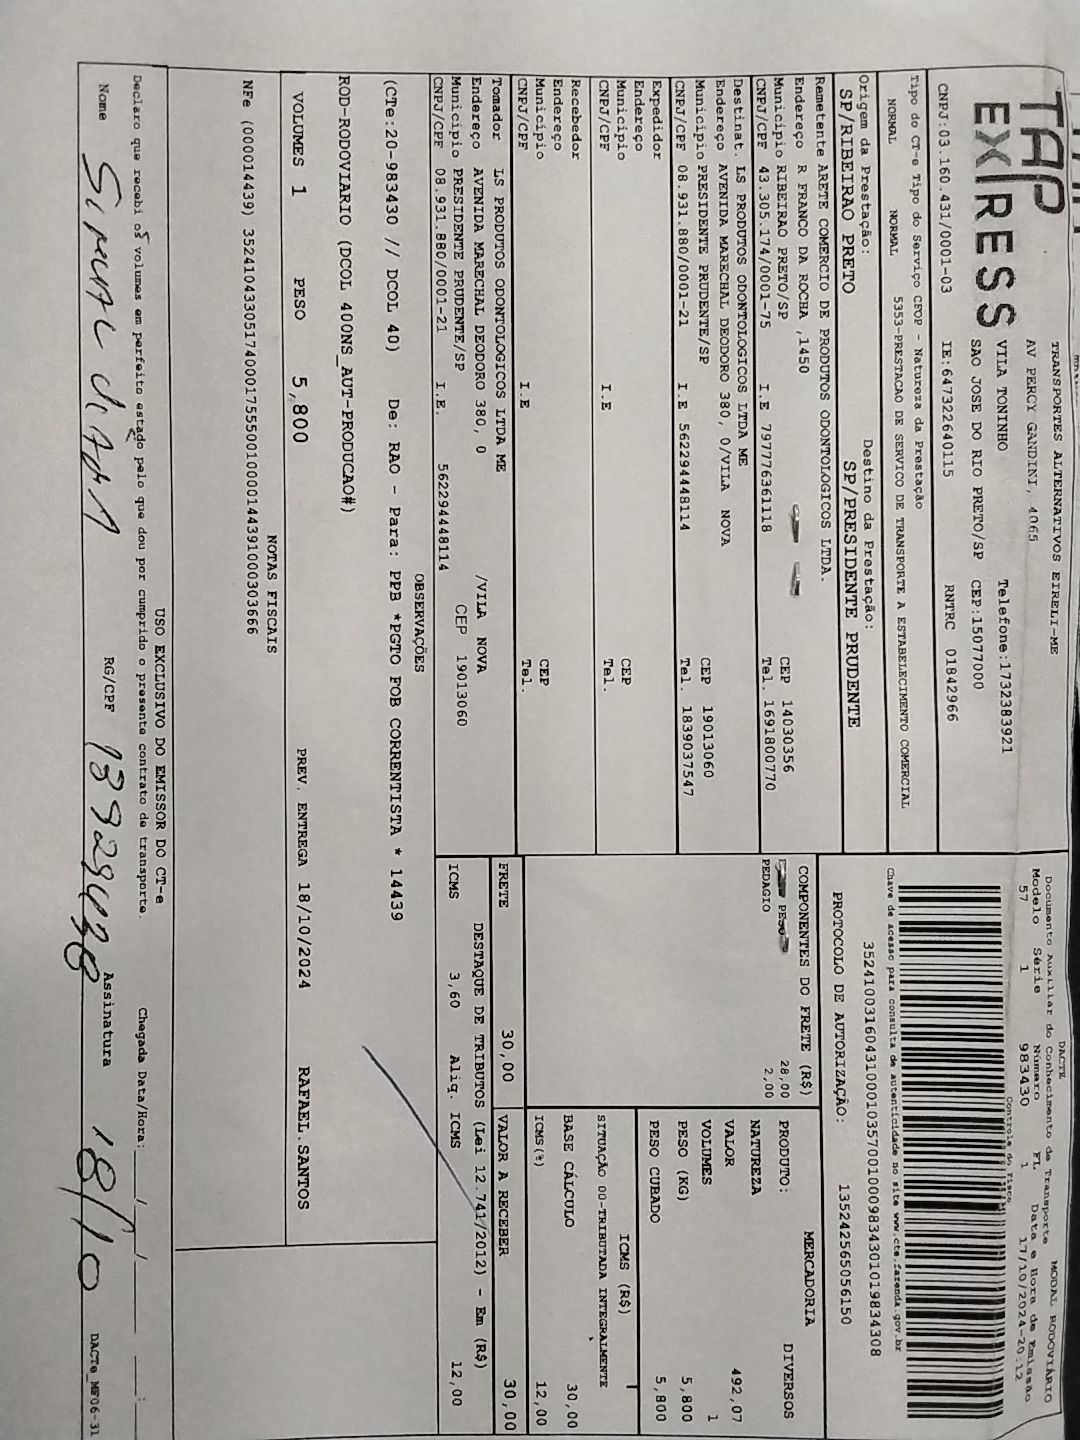 TAP
EXPRESS
TRANSPORTES ALTERNATIVOS EIRELI-ME
AV PERCY GANDINI, 4065
VILA TONINHO Telefone:1732383921
SAO JOSE DO RIO PRETO/SP CEP:15077000
CNPJ:03.160.431/0001-03 IE:647322640115 RNTRC 01842966
Tipo do CT-e Tipo do Serviço CFOP - Natureza da Prestação
NORMAL NORMAL 5353-PRESTACAO DE SERVICO DE TRANSPORTE A ESTABELECIMENTO COMERCIAL
Origem da Prestação: Destino da Prestação:
SP/RIBEIRAO PRETO SP/PRESIDENTE PRUDENTE
Remetente ARETE COMERCIO DE PRODUTOS ODONTOLOGICOS LTDA.
Endereço R FRANCO DA ROCHA ,1450
Município RIBEIRAO PRETO/SP CEP 14030356
CNPJ/CPF 43.305.174/0001-75 I.E 797776361118 Tel. 1691800770
Destinat. LS PRODUTOS ODONTOLOGICOS LTDA ME
Endereço AVENIDA MARECHAL DEODORO 380, 0/VILA NOVA
Município PRESIDENTE PRUDENTE/SP CEP 19013060
CNPJ/CPF 08.931.880/0001-21 I.E 562294448114 Tel. 1839037547
Expedidor
Endereço
Município CEP
CNPJ/CPF I.E Tel.
Recebedor
Endereço
Município CEP
CNPJ/CPF I.E Tel.
Tomador LS PRODUTOS ODONTOLOGICOS LTDA ME
Endereço AVENIDA MARECHAL DEODORO 380, 0 /VILA NOVA
Município PRESIDENTE PRUDENTE/SP CEP 19013060
CNPJ/CPF 08.931.880/0001-21 I.E. 562294448114
DACTE MODAL RODOVIÁRIO
Documento Auxiliar do Conhecimento de Transporte
Modelo Série Número FL Data e Hora de Emissão
57 1 983430 1 17/10/2024-20:12
Controle do Fisco
Chave de acesso para consulta de autenticidade no site www.cte.fazenda.gov.br
35241003160431000103570010009834301019834308
PROTOCOLO DE AUTORIZAÇÃO: 135242565056150
COMPONENTES DO FRETE (R$)
PESO 28,00
PEDAGIO 2,00
MERCADORIA
PRODUTO: DIVERSOS
NATUREZA
VALOR 492,07
VOLUMES 1
PESO (KG) 5,800
PESO CUBADO 5,800
ICMS (R$)
SITUAÇÃO 00-TRIBUTADA INTEGRALMENTE
BASE CÁLCULO 30,00
ICMS(%) 12,00
FRETE 30,00 VALOR A RECEBER 30,00
DESTAQUE DE TRIBUTOS (Lei 12.741/2012) - Em (R$)
ICMS 3,60 Aliq. ICMS 12,00
OBSERVAÇÕES
(CTe:20-983430 // DCOL 40) De: RAO - Para: PPB *PGTO FOB CORRENTISTA * 14439
ROD-RODOVIARIO (DCOL 400NS_AUT-PRODUCAO#)
VOLUMES 1 PESO 5,800 PREV. ENTREGA 18/10/2024 RAFAEL.SANTOS
NOTAS FISCAIS
NFe (000014439) 35241043305174000175550010000144391000303666
USO EXCLUSIVO DO EMISSOR DO CT-e
Declaro que recebi os volumes em perfeito estado pelo que dou por cumprido o presente contrato de transporte. Chegada Data/Hora: __/__/____ __:__
Nome RG/CPF Assinatura 18/10
DACTe_MF06-31